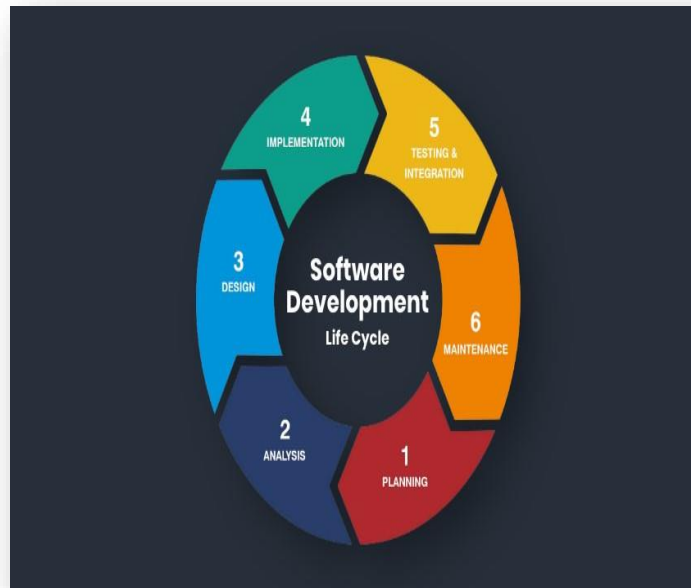 Software
Development
Life Cycle
1
PLANNING
2
ANALYSIS
3
DESIGN
4
IMPLEMENTATION
5
TESTING &
INTEGRATION
6
MAINTENANCE